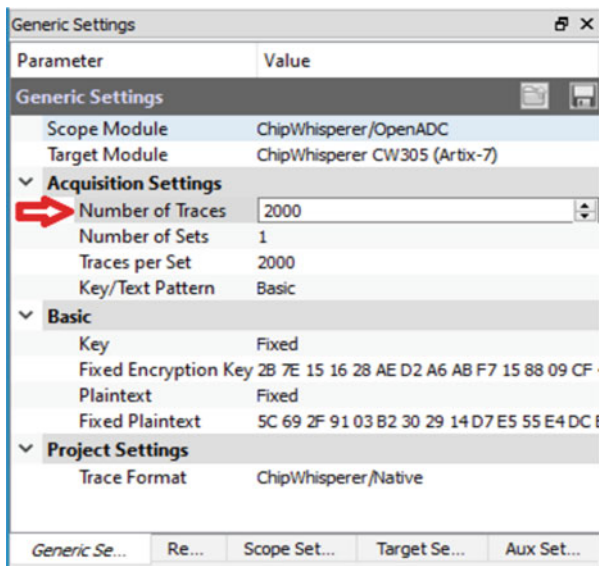 Generic Settings
Parameter Value
Generic Settings
Scope Module ChipWhisperer/OpenADC
Target Module ChipWhisperer CW305 (Artix-7)
Acquisition Settings
Number of Traces 2000
Number of Sets 1
Traces per Set 2000
Key/Text Pattern Basic
Basic
Key Fixed
Fixed Encryption Key 2B 7E 15 16 28 AE D2 A6 AB F7 15 88 09 CF
Plaintext Fixed
Fixed Plaintext 5C 69 2F 91 03 B2 30 29 14 D7 E5 55 E4 DC
Project Settings
Trace Format ChipWhisperer/Native
Generic Se... Re... Scope Set... Target Se... Aux Set...